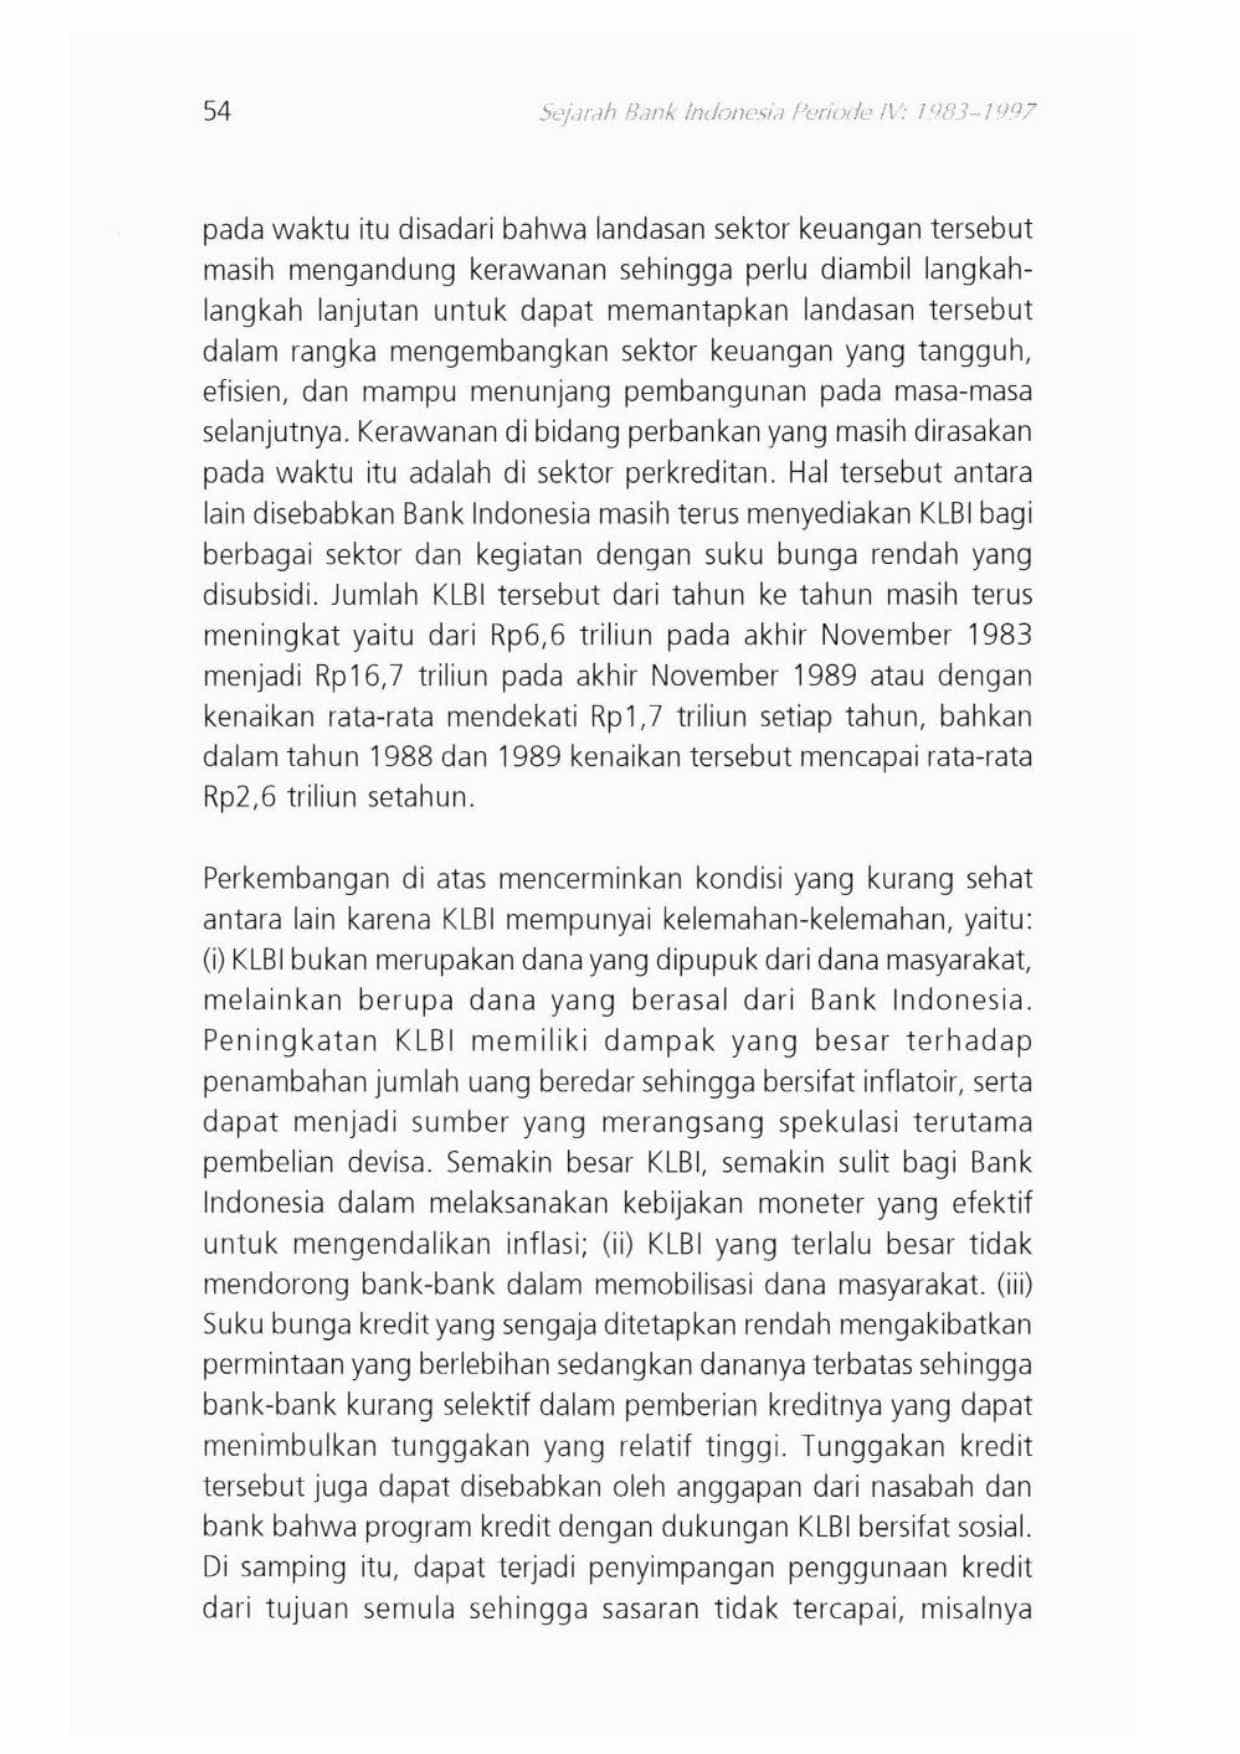 54
Sejarah Bank Indonesia Periode IV: 1983–1997
pada waktu itu disadari bahwa landasan sektor keuangan tersebut
masih mengandung kerawanan sehingga perlu diambil langkah-
langkah lanjutan untuk dapat memantapkan landasan tersebut
dalam rangka mengembangkan sektor keuangan yang tangguh,
efisien, dan mampu menunjang pembangunan pada masa-masa
selanjutnya. Kerawanan di bidang perbankan yang masih dirasakan
pada waktu itu adalah di sektor perkreditan. Hal tersebut antara
lain disebabkan Bank Indonesia masih terus menyediakan KLBI bagi
berbagai sektor dan kegiatan dengan suku bunga rendah yang
disubsidi. Jumlah KLBI tersebut dari tahun ke tahun masih terus
meningkat yaitu dari Rp6,6 triliun pada akhir November 1983
menjadi Rp16,7 triliun pada akhir November 1989 atau dengan
kenaikan rata-rata mendekati Rp1,7 triliun setiap tahun, bahkan
dalam tahun 1988 dan 1989 kenaikan tersebut mencapai rata-rata
Rp2,6 triliun setahun.
Perkembangan di atas mencerminkan kondisi yang kurang sehat
antara lain karena KLBI mempunyai kelemahan-kelemahan, yaitu:
(i) KLBI bukan merupakan dana yang dipupuk dari dana masyarakat,
melainkan berupa dana yang berasal dari Bank Indonesia.
Peningkatan KLBI memiliki dampak yang besar terhadap
penambahan jumlah uang beredar sehingga bersifat inflatoir, serta
dapat menjadi sumber yang merangsang spekulasi terutama
pembelian devisa. Semakin besar KLBI, semakin sulit bagi Bank
Indonesia dalam melaksanakan kebijakan moneter yang efektif
untuk mengendalikan inflasi; (ii) KLBI yang terlalu besar tidak
mendorong bank-bank dalam memobilisasi dana masyarakat. (iii)
Suku bunga kredit yang sengaja ditetapkan rendah mengakibatkan
permintaan yang berlebihan sedangkan dananya terbatas sehingga
bank-bank kurang selektif dalam pemberian kreditnya yang dapat
menimbulkan tunggakan yang relatif tinggi. Tunggakan kredit
tersebut juga dapat disebabkan oleh anggapan dari nasabah dan
bank bahwa program kredit dengan dukungan KLBI bersifat sosial.
Di samping itu, dapat terjadi penyimpangan penggunaan kredit
dari tujuan semula sehingga sasaran tidak tercapai, misalnya